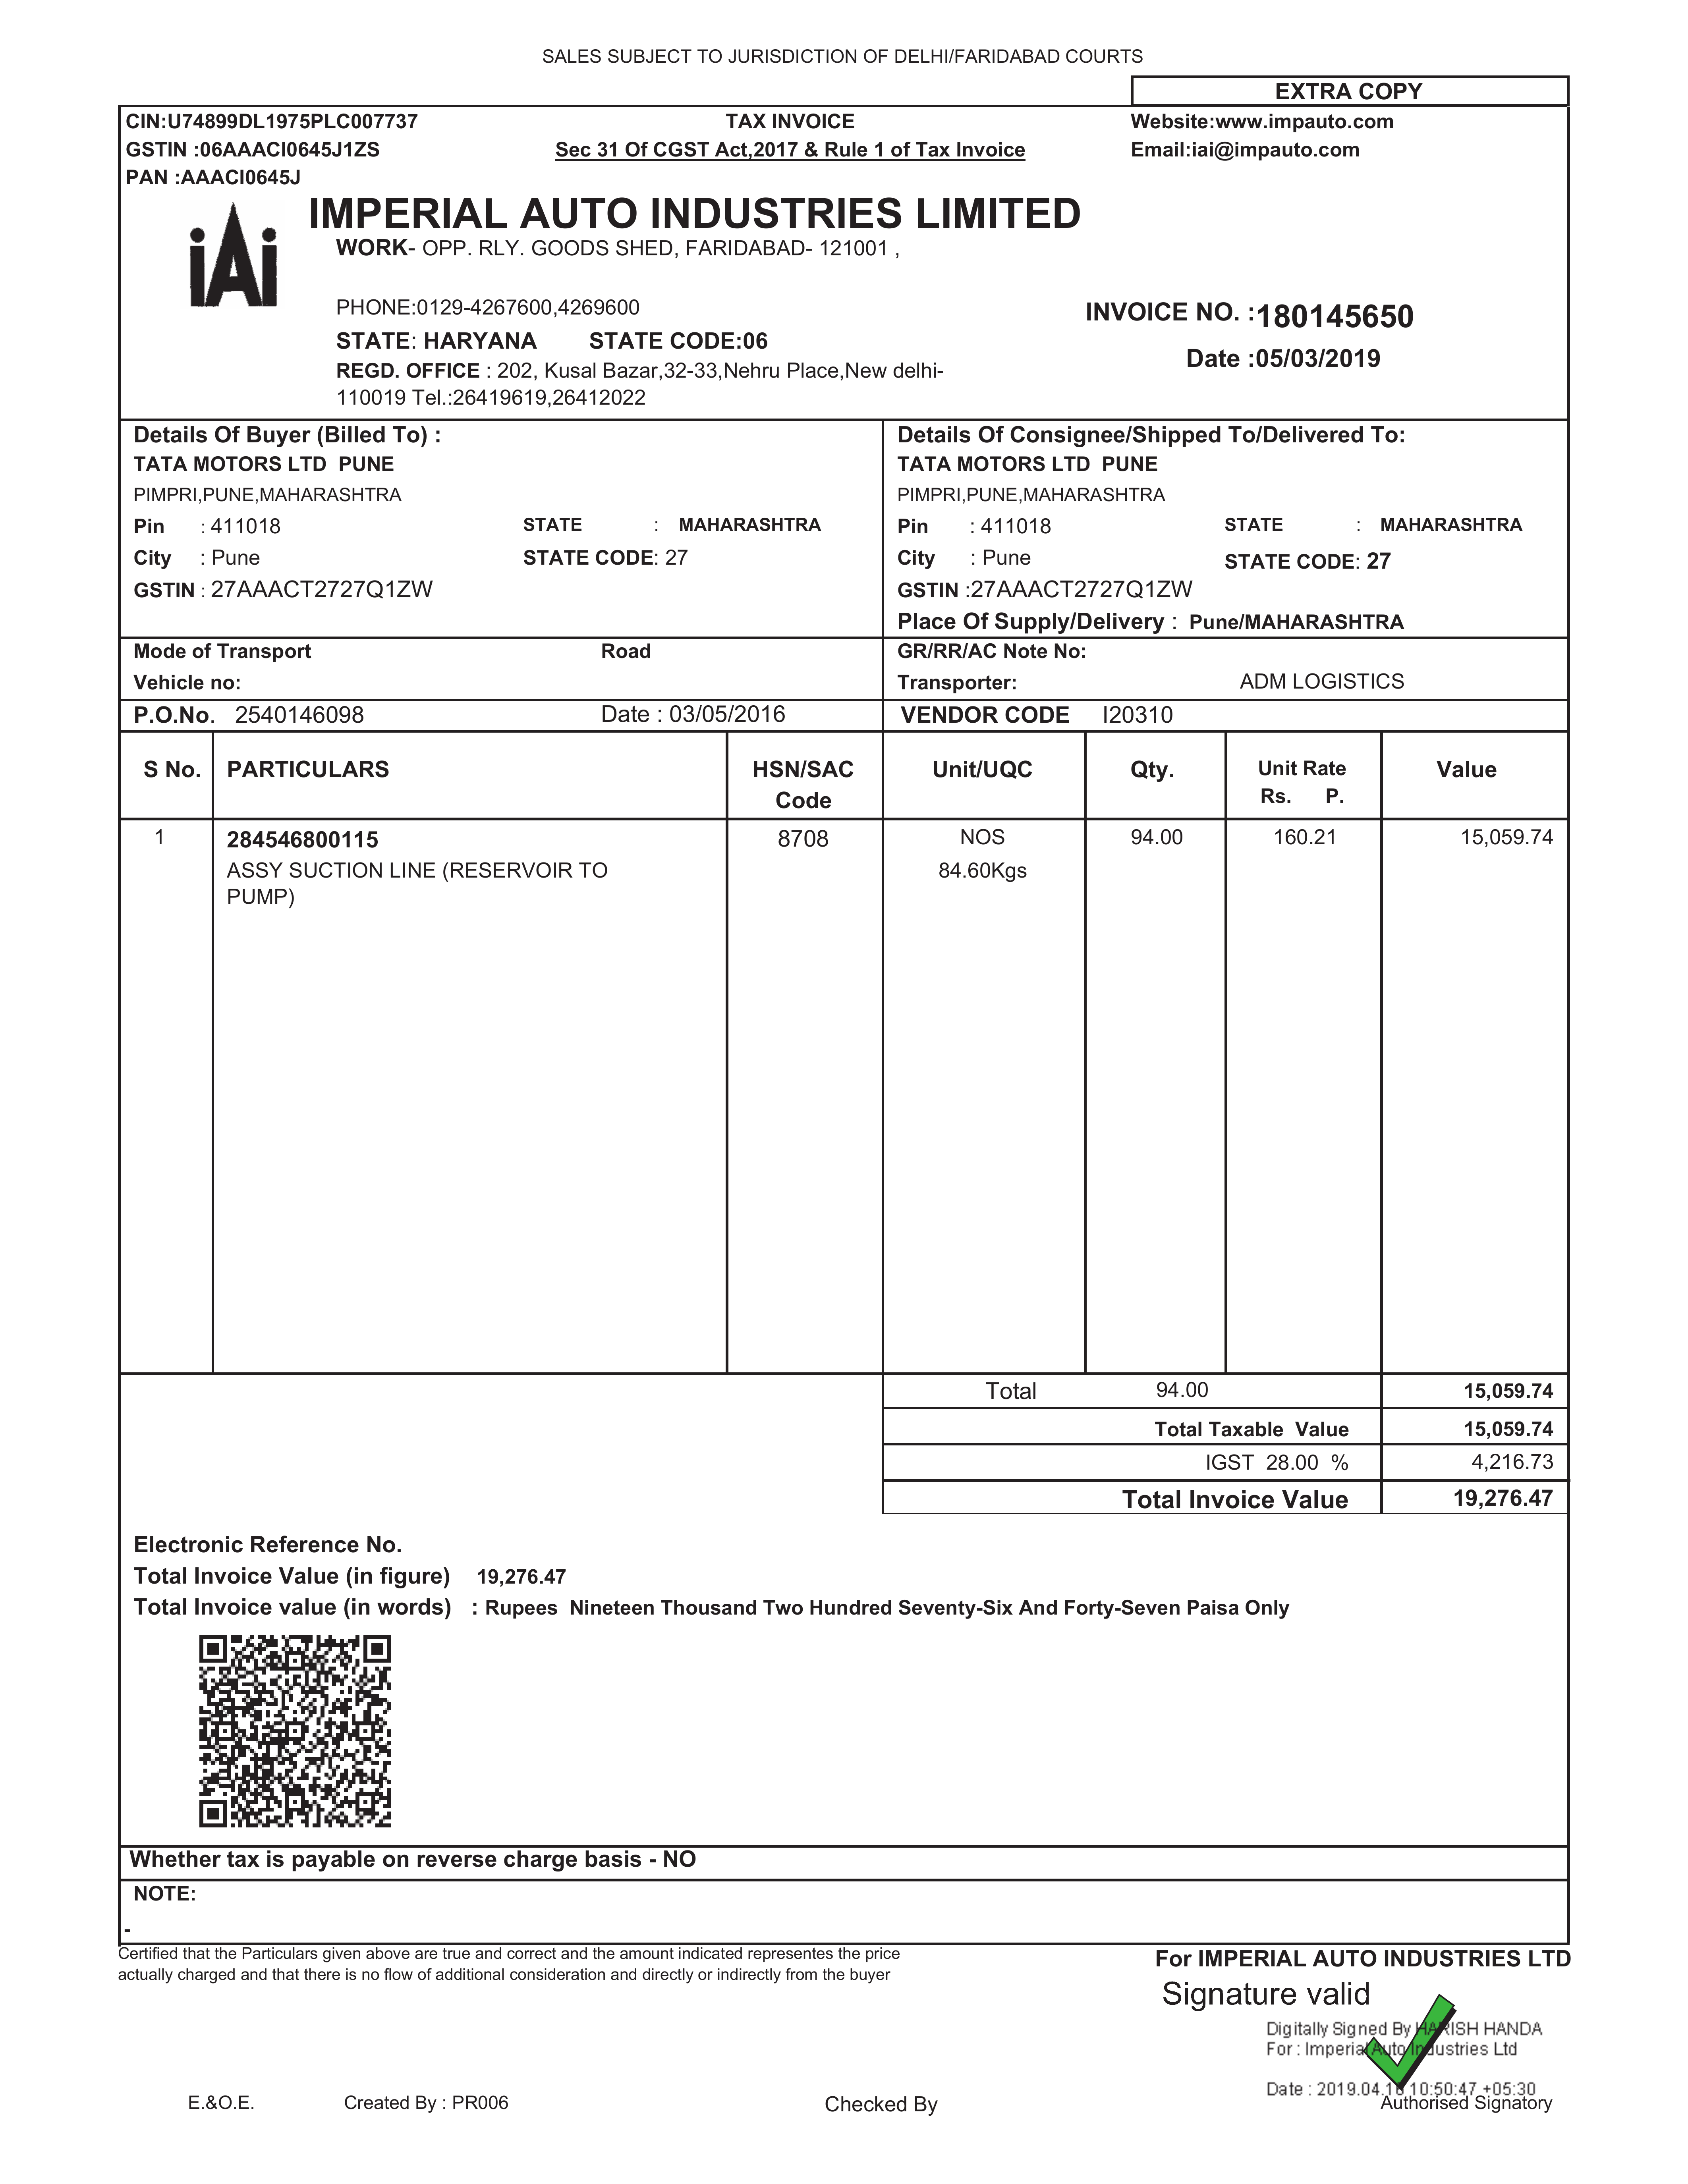 SALES SUBJECT TO JURISDICTION OF DELHI/FARIDABAD COURTS
EXTRA COPY
CIN:U74899DL1975PLC007737 TAX INVOICE Website:www.impauto.com
GSTIN :06AAACI0645J1ZS Sec 31 Of CGST Act,2017 & Rule 1 of Tax Invoice Email:iai@impauto.com
PAN :AAACI0645J
iAi
IMPERIAL AUTO INDUSTRIES LIMITED
WORK- OPP. RLY. GOODS SHED, FARIDABAD- 121001 ,
PHONE:0129-4267600,4269600
INVOICE NO. :180145650
STATE: HARYANA STATE CODE:06
Date :05/03/2019
REGD. OFFICE : 202, Kusal Bazar,32-33,Nehru Place,New delhi-
110019 Tel.:26419619,26412022
Details Of Buyer (Billed To) :
TATA MOTORS LTD PUNE
PIMPRI,PUNE,MAHARASHTRA
Pin : 411018 STATE : MAHARASHTRA
City : Pune STATE CODE: 27
GSTIN : 27AAACT2727Q1ZW
Details Of Consignee/Shipped To/Delivered To:
TATA MOTORS LTD PUNE
PIMPRI,PUNE,MAHARASHTRA
Pin : 411018 STATE : MAHARASHTRA
City : Pune STATE CODE: 27
GSTIN :27AAACT2727Q1ZW
Place Of Supply/Delivery : Pune/MAHARASHTRA
Mode of Transport Road
Vehicle no:
GR/RR/AC Note No:
Transporter: ADM LOGISTICS
P.O.No. 2540146098 Date : 03/05/2016 VENDOR CODE I20310
S No. PARTICULARS HSN/SAC Code Unit/UQC Qty. Unit Rate Rs. P. Value
1 284546800115 8708 NOS 94.00 160.21 15,059.74
ASSY SUCTION LINE (RESERVOIR TO 84.60Kgs
PUMP)
Total 94.00 15,059.74
Total Taxable Value 15,059.74
IGST 28.00 % 4,216.73
Total Invoice Value 19,276.47
Electronic Reference No.
Total Invoice Value (in figure) 19,276.47
Total Invoice value (in words) : Rupees Nineteen Thousand Two Hundred Seventy-Six And Forty-Seven Paisa Only
Whether tax is payable on reverse charge basis - NO
NOTE:
-
Certified that the Particulars given above are true and correct and the amount indicated representes the price
actually charged and that there is no flow of additional consideration and directly or indirectly from the buyer
For IMPERIAL AUTO INDUSTRIES LTD
Signature valid
Digitally Signed By HARISH HANDA
For : Imperial Auto Industries Ltd
Date : 2019.04.16 10:50:47 +05:30
E.&O.E. Created By : PR006 Checked By Authorised Signatory